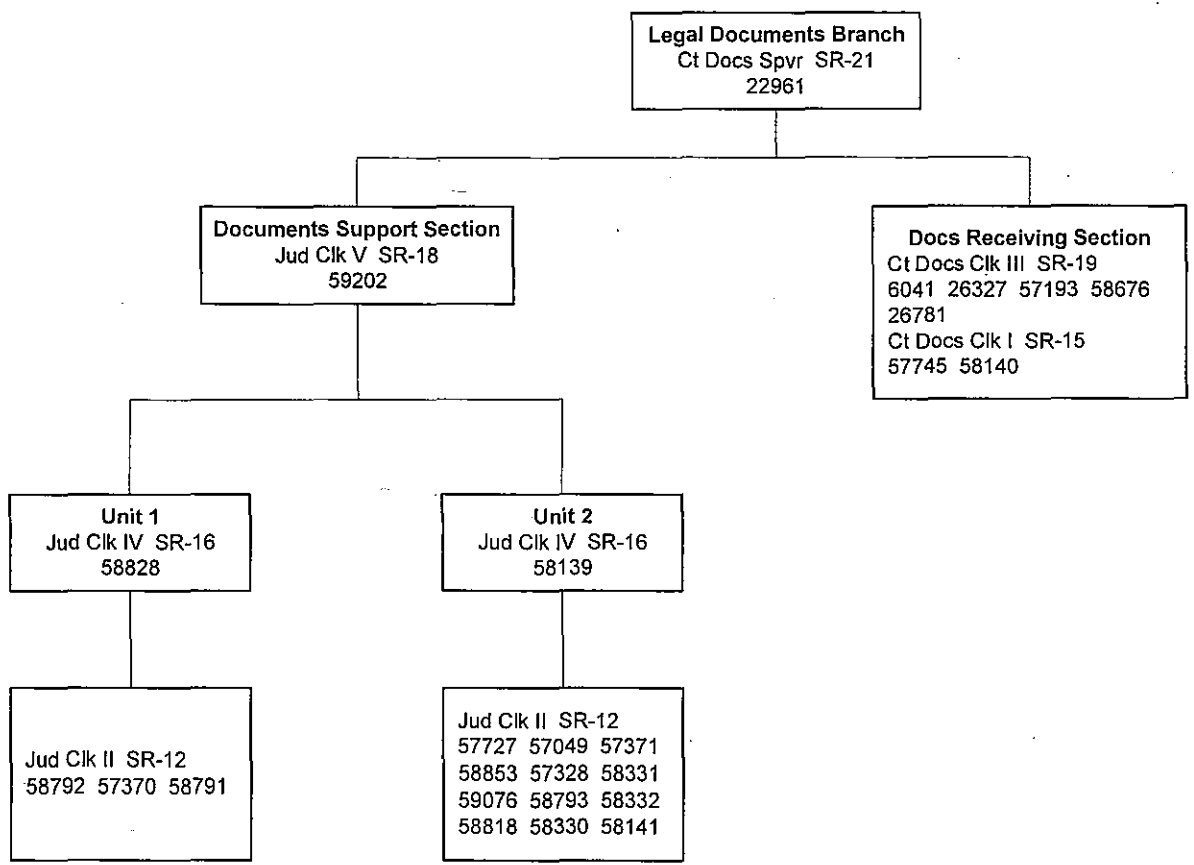 Legal Documents Branch
Ct Docs Spvr SR-21
22961
Documents Support Section
Jud Clk V SR-18
59202
Docs Receiving Section
Ct Docs Clk III SR-19
6041 26327 57193 58676
26781
Ct Docs Clk I SR-15
57745 58140
Unit 1
Jud Clk IV SR-16
58828
Unit 2
Jud Clk IV SR-16
58139
Jud Clk II SR-12
58792 57370 58791
Jud Clk II SR-12
57727 57049 57371
58853 57328 58331
59076 58793 58332
58818 58330 58141